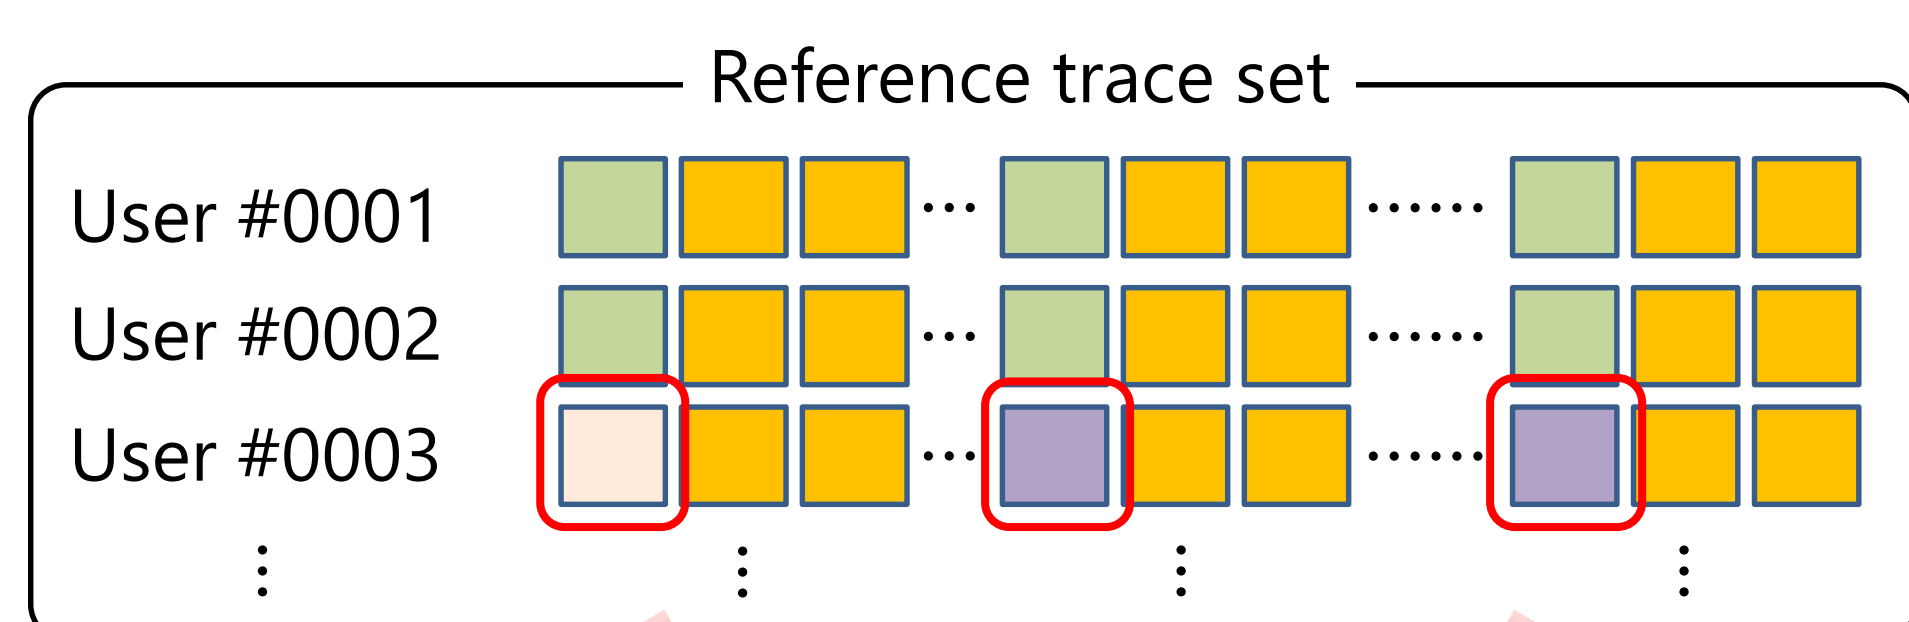 Reference trace set
User #0001
User #0002
User #0003